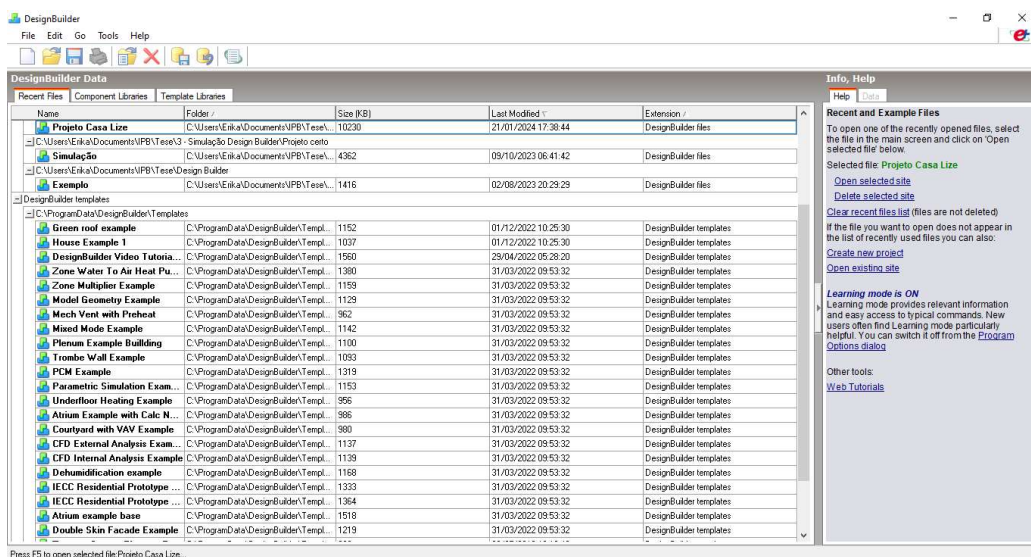 DesignBuilder
File Edit Go Tools Help
DesignBuilder Data
Recent Files Component Libraries Template Libraries
Name Folder / Size (KB) Last Modified Extension /
Projeto Casa Lize C:\Users\Erika\Documents\IPB\Tese\... 10230 21/01/2024 17:38:44 DesignBuilder files
C:\Users\Erika\Documents\IPB\Tese\3 - Simulação Design Builder\Projeto certo
Simulação C:\Users\Erika\Documents\IPB\Tese\... 4362 09/10/2023 06:41:42 DesignBuilder files
C:\Users\Erika\Documents\IPB\Tese\Design Builder
Exemplo C:\Users\Erika\Documents\IPB\Tese\... 1416 02/08/2023 20:29:29 DesignBuilder files
DesignBuilder templates
C:\ProgramData\DesignBuilder\Templates
Green roof example C:\ProgramData\DesignBuilder\Templ... 1152 01/12/2022 10:25:30 DesignBuilder templates
House Example 1 C:\ProgramData\DesignBuilder\Templ... 1037 01/12/2022 10:25:30 DesignBuilder templates
DesignBuilder Video Tutoria... C:\ProgramData\DesignBuilder\Templ... 1560 29/04/2022 05:28:20 DesignBuilder templates
Zone Water To Air Heat Pu... C:\ProgramData\DesignBuilder\Templ... 1380 31/03/2022 09:53:32 DesignBuilder templates
Zone Multiplier Example C:\ProgramData\DesignBuilder\Templ... 1159 31/03/2022 09:53:32 DesignBuilder templates
Model Geometry Example C:\ProgramData\DesignBuilder\Templ... 1129 31/03/2022 09:53:32 DesignBuilder templates
Mech Vent with Preheat C:\ProgramData\DesignBuilder\Templ... 962 31/03/2022 09:53:32 DesignBuilder templates
Mixed Mode Example C:\ProgramData\DesignBuilder\Templ... 1142 31/03/2022 09:53:32 DesignBuilder templates
Plenum Example Buillding C:\ProgramData\DesignBuilder\Templ... 1100 31/03/2022 09:53:32 DesignBuilder templates
Trombe Wall Example C:\ProgramData\DesignBuilder\Templ... 1093 31/03/2022 09:53:32 DesignBuilder templates
PCM Example C:\ProgramData\DesignBuilder\Templ... 1319 31/03/2022 09:53:32 DesignBuilder templates
Parametric Simulation Exam... C:\ProgramData\DesignBuilder\Templ... 1153 31/03/2022 09:53:32 DesignBuilder templates
Underfloor Heating Example C:\ProgramData\DesignBuilder\Templ... 956 31/03/2022 09:53:32 DesignBuilder templates
Atrium Example with Calc N... C:\ProgramData\DesignBuilder\Templ... 986 31/03/2022 09:53:32 DesignBuilder templates
Courtyard with VAV Example C:\ProgramData\DesignBuilder\Templ... 980 31/03/2022 09:53:32 DesignBuilder templates
CFD External Analysis Exam... C:\ProgramData\DesignBuilder\Templ... 1137 31/03/2022 09:53:32 DesignBuilder templates
CFD Internal Analysis Example C:\ProgramData\DesignBuilder\Templ... 1139 31/03/2022 09:53:32 DesignBuilder templates
Dehumidification example C:\ProgramData\DesignBuilder\Templ... 1168 31/03/2022 09:53:32 DesignBuilder templates
IECC Residential Prototype ... C:\ProgramData\DesignBuilder\Templ... 1333 31/03/2022 09:53:32 DesignBuilder templates
IECC Residential Prototype ... C:\ProgramData\DesignBuilder\Templ... 1364 31/03/2022 09:53:32 DesignBuilder templates
Atrium example base C:\ProgramData\DesignBuilder\Templ... 1518 31/03/2022 09:53:32 DesignBuilder templates
Double Skin Facade Example C:\ProgramData\DesignBuilder\Templ... 1219 31/03/2022 09:53:32 DesignBuilder templates
Press F5 to open selected file:Projeto Casa Lize...
Info, Help
Help Data
Recent and Example Files
To open one of the recently opened files, select
the file in the main screen and click on 'Open
selected file' below.
Selected file: Projeto Casa Lize
Open selected site
Delete selected site
Clear recent files list (files are not deleted)
If the file you want to open does not appear in
the list of recently used files you can also:
Create new project
Open existing site
Learning mode is ON
Learning mode provides relevant information
and easy access to typical commands. New
users often find Learning mode particularly
helpful. You can switch it off from the Program
Options dialog
Other tools:
Web Tutorials